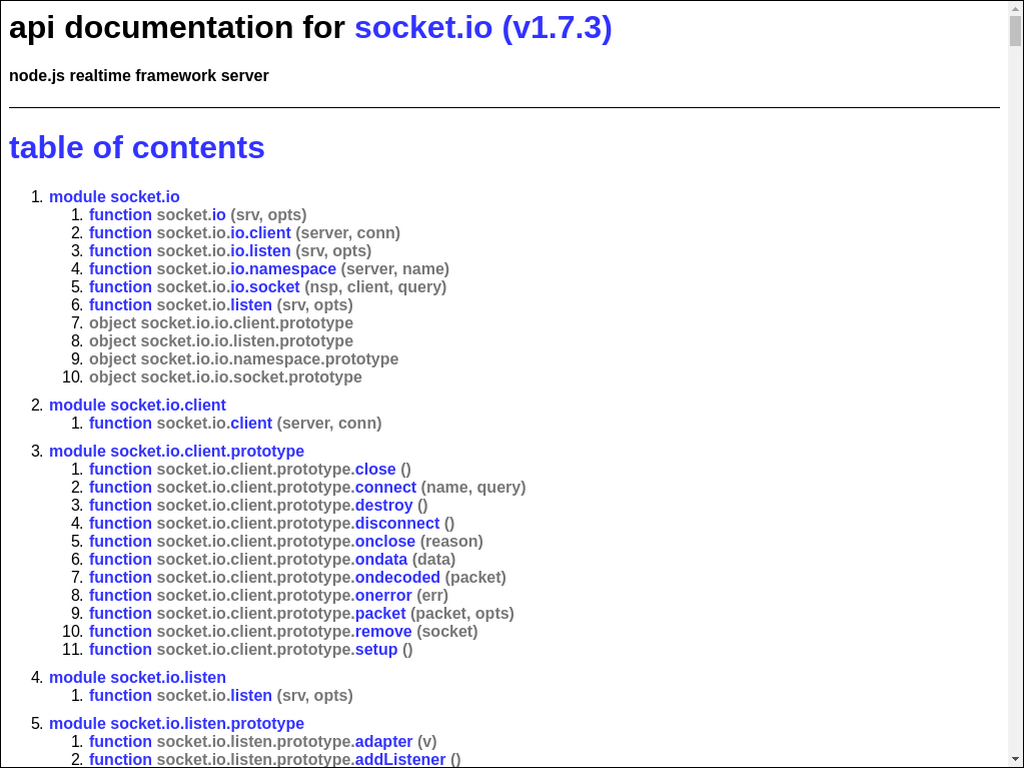 api documentation for socket.io (v1.7.3)
node.js realtime framework server
table of contents
1. module socket.io
1. function socket.io (srv, opts)
2. function socket.io.io.client (server, conn)
3. function socket.io.io.listen (srv, opts)
4. function socket.io.io.namespace (server, name)
5. function socket.io.io.socket (nsp, client, query)
6. function socket.io.listen (srv, opts)
7. object socket.io.io.client.prototype
8. object socket.io.io.listen.prototype
9. object socket.io.io.namespace.prototype
10. object socket.io.io.socket.prototype
2. module socket.io.client
1. function socket.io.client (server, conn)
3. module socket.io.client.prototype
1. function socket.io.client.prototype.close ()
2. function socket.io.client.prototype.connect (name, query)
3. function socket.io.client.prototype.destroy ()
4. function socket.io.client.prototype.disconnect ()
5. function socket.io.client.prototype.onclose (reason)
6. function socket.io.client.prototype.ondata (data)
7. function socket.io.client.prototype.ondecoded (packet)
8. function socket.io.client.prototype.onerror (err)
9. function socket.io.client.prototype.packet (packet, opts)
10. function socket.io.client.prototype.remove (socket)
11. function socket.io.client.prototype.setup ()
4. module socket.io.listen
1. function socket.io.listen (srv, opts)
5. module socket.io.listen.prototype
1. function socket.io.listen.prototype.adapter (v)
2. function socket.io.listen.prototype.addListener ()